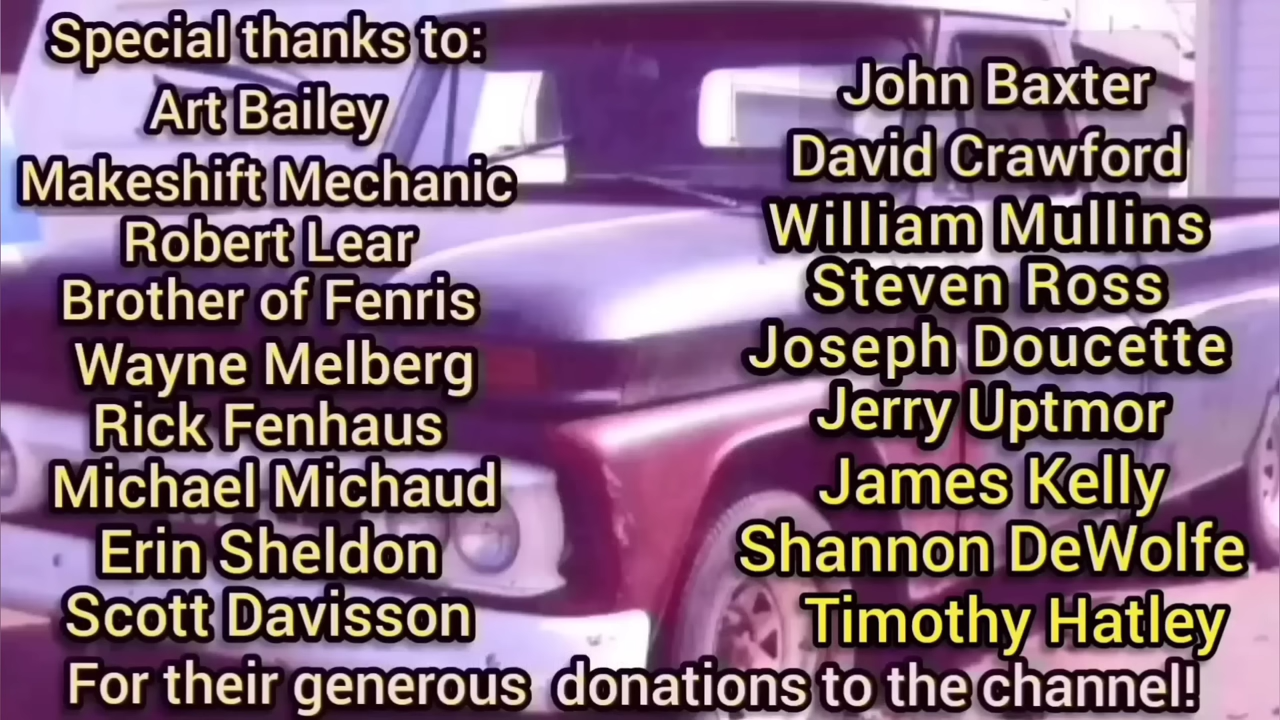 Special thanks to:
Art Bailey
Makeshift Mechanic
Robert Lear
Brother of Fenris
Wayne Melberg
Rick Fenhaus
Michael Michaud
Erin Sheldon
Scott Davisson
John Baxter
David Crawford
William Mullins
Steven Ross
Joseph Doucette
Jerry Uptmor
James Kelly
Shannon DeWolfe
Timothy Hatley
For their generous donations to the channel!